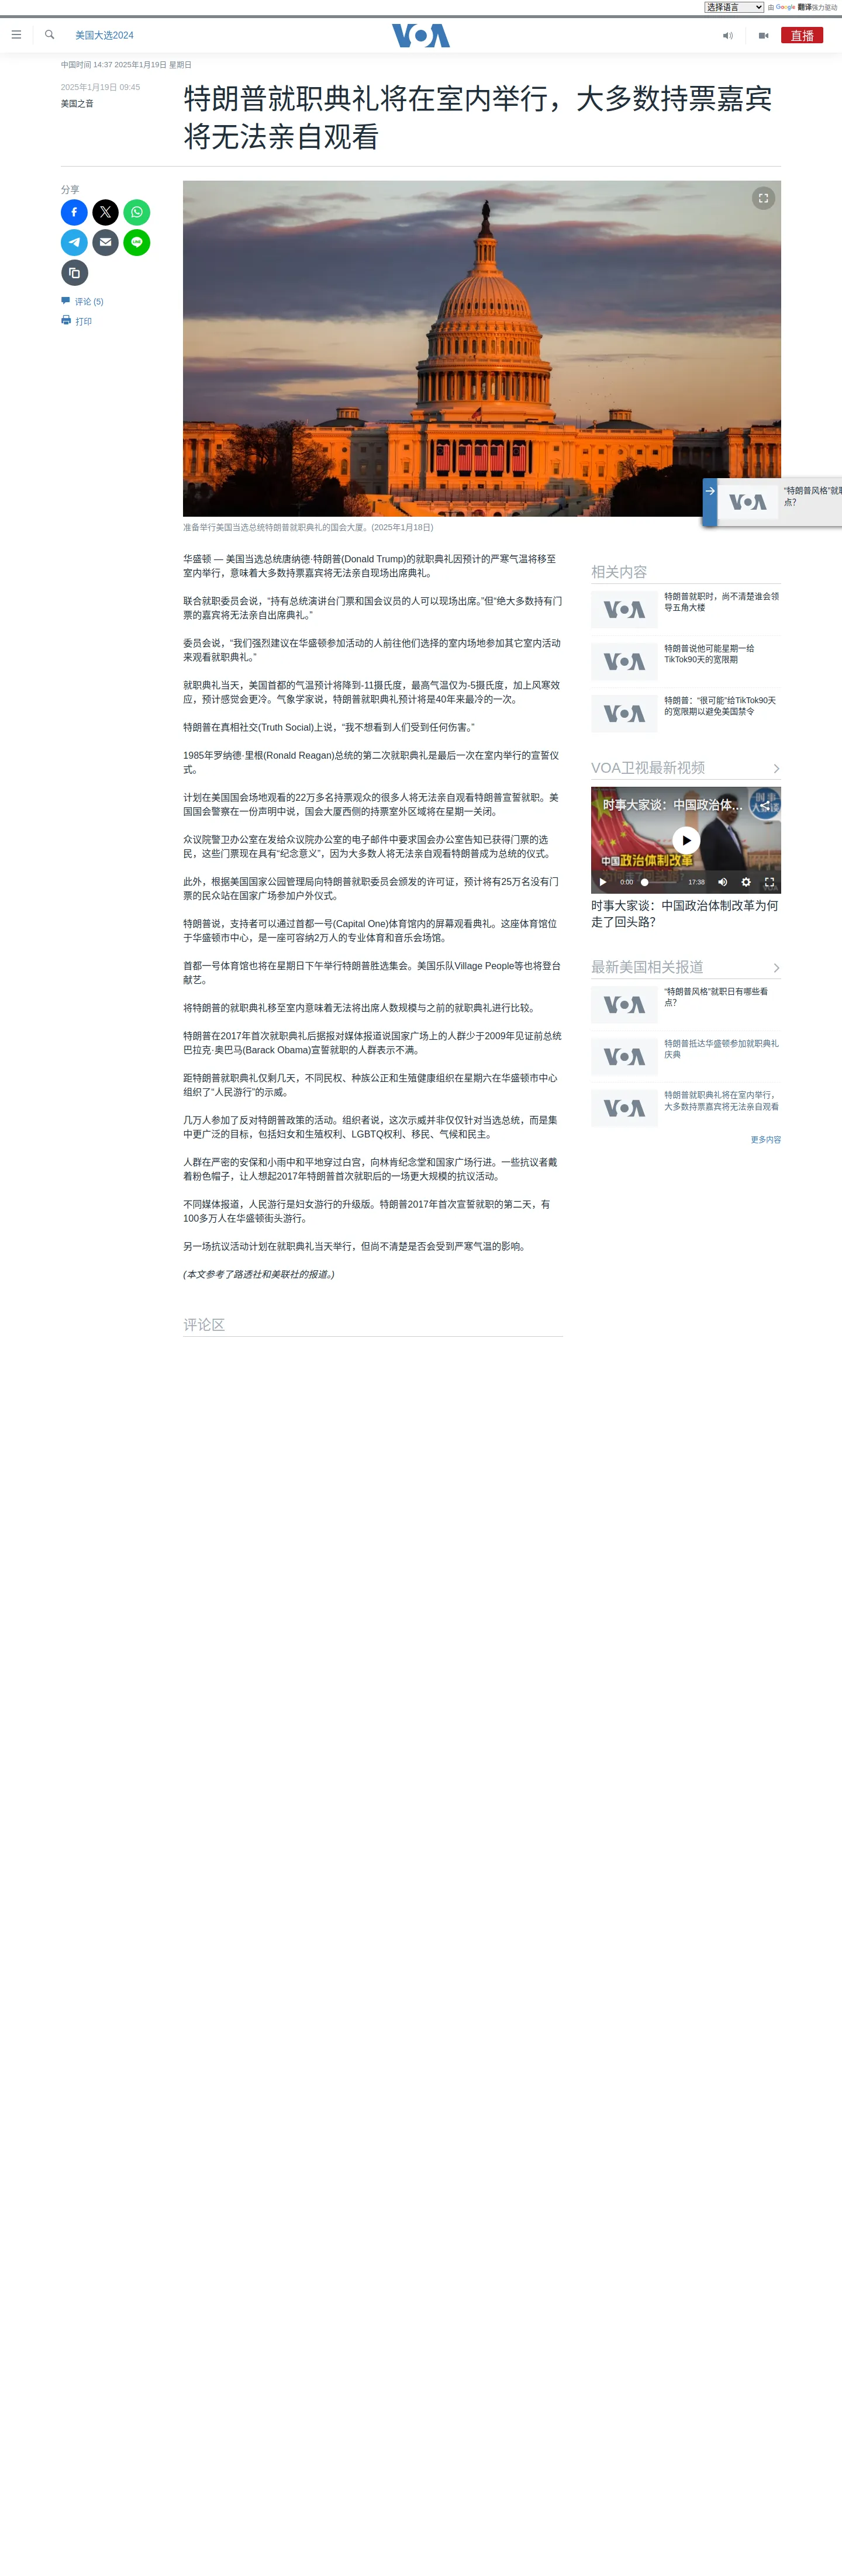 选择语言 由 Google 翻译强力驱动
美国大选2024
VOA
直播
中国时间 14:37 2025年1月19日 星期日
2025年1月19日 09:45
美国之音
特朗普就职典礼将在室内举行，大多数持票嘉宾
将无法亲自观看
分享
评论 (5)
打印
“特朗普风格”就职
点？
VOA
准备举行美国当选总统特朗普就职典礼的国会大厦。(2025年1月18日)
华盛顿 — 美国当选总统唐纳德·特朗普(Donald Trump)的就职典礼因预计的严寒气温将移至
室内举行，意味着大多数持票嘉宾将无法亲自现场出席典礼。
联合就职委员会说，“持有总统演讲台门票和国会议员的人可以现场出席。”但“绝大多数持有门
票的嘉宾将无法亲自出席典礼。”
委员会说，“我们强烈建议在华盛顿参加活动的人前往他们选择的室内场地参加其它室内活动
来观看就职典礼。”
就职典礼当天，美国首都的气温预计将降到-11摄氏度，最高气温仅为-5摄氏度，加上风寒效
应，预计感觉会更冷。气象学家说，特朗普就职典礼预计将是40年来最冷的一次。
特朗普在真相社交(Truth Social)上说，“我不想看到人们受到任何伤害。”
1985年罗纳德·里根(Ronald Reagan)总统的第二次就职典礼是最后一次在室内举行的宣誓仪
式。
计划在美国国会场地观看的22万多名持票观众的很多人将无法亲自观看特朗普宣誓就职。美
国国会警察在一份声明中说，国会大厦西侧的持票室外区域将在星期一关闭。
众议院警卫办公室在发给众议院办公室的电子邮件中要求国会办公室告知已获得门票的选
民，这些门票现在具有“纪念意义”，因为大多数人将无法亲自观看特朗普成为总统的仪式。
此外，根据美国国家公园管理局向特朗普就职委员会颁发的许可证，预计将有25万名没有门
票的民众站在国家广场参加户外仪式。
特朗普说，支持者可以通过首都一号(Capital One)体育馆内的屏幕观看典礼。这座体育馆位
于华盛顿市中心，是一座可容纳2万人的专业体育和音乐会场馆。
首都一号体育馆也将在星期日下午举行特朗普胜选集会。美国乐队Village People等也将登台
献艺。
将特朗普的就职典礼移至室内意味着无法将出席人数规模与之前的就职典礼进行比较。
特朗普在2017年首次就职典礼后据报对媒体报道说国家广场上的人群少于2009年见证前总统
巴拉克·奥巴马(Barack Obama)宣誓就职的人群表示不满。
距特朗普就职典礼仅剩几天，不同民权、种族公正和生殖健康组织在星期六在华盛顿市中心
组织了“人民游行”的示威。
几万人参加了反对特朗普政策的活动。组织者说，这次示威并非仅仅针对当选总统，而是集
中更广泛的目标，包括妇女和生殖权利、LGBTQ权利、移民、气候和民主。
人群在严密的安保和小雨中和平地穿过白宫，向林肯纪念堂和国家广场行进。一些抗议者戴
着粉色帽子，让人想起2017年特朗普首次就职后的一场更大规模的抗议活动。
不同媒体报道，人民游行是妇女游行的升级版。特朗普2017年首次宣誓就职的第二天，有
100多万人在华盛顿街头游行。
另一场抗议活动计划在就职典礼当天举行，但尚不清楚是否会受到严寒气温的影响。
(本文参考了路透社和美联社的报道。)
评论区
相关内容
VOA
特朗普就职时，尚不清楚谁会领
导五角大楼
VOA
特朗普说他可能星期一给
TikTok90天的宽限期
VOA
特朗普：“很可能”给TikTok90天
的宽限期以避免美国禁令
VOA卫视最新视频
时事大家谈：中国政治体...
中国政治体制改革
0:00
17:38
时事大家谈：中国政治体制改革为何
走了回头路？
最新美国相关报道
VOA
“特朗普风格”就职日有哪些看
点？
VOA
特朗普抵达华盛顿参加就职典礼
庆典
VOA
特朗普就职典礼将在室内举行，
大多数持票嘉宾将无法亲自观看
更多内容